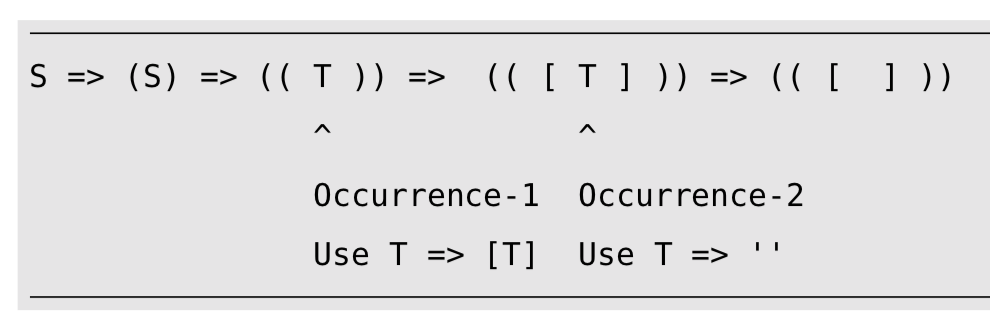 S => (S) => (( T )) =>  (( [ T ] )) => (( [  ] ))
^ ^
Occurrence-1 Occurrence-2
Use T => [T] Use T => ''